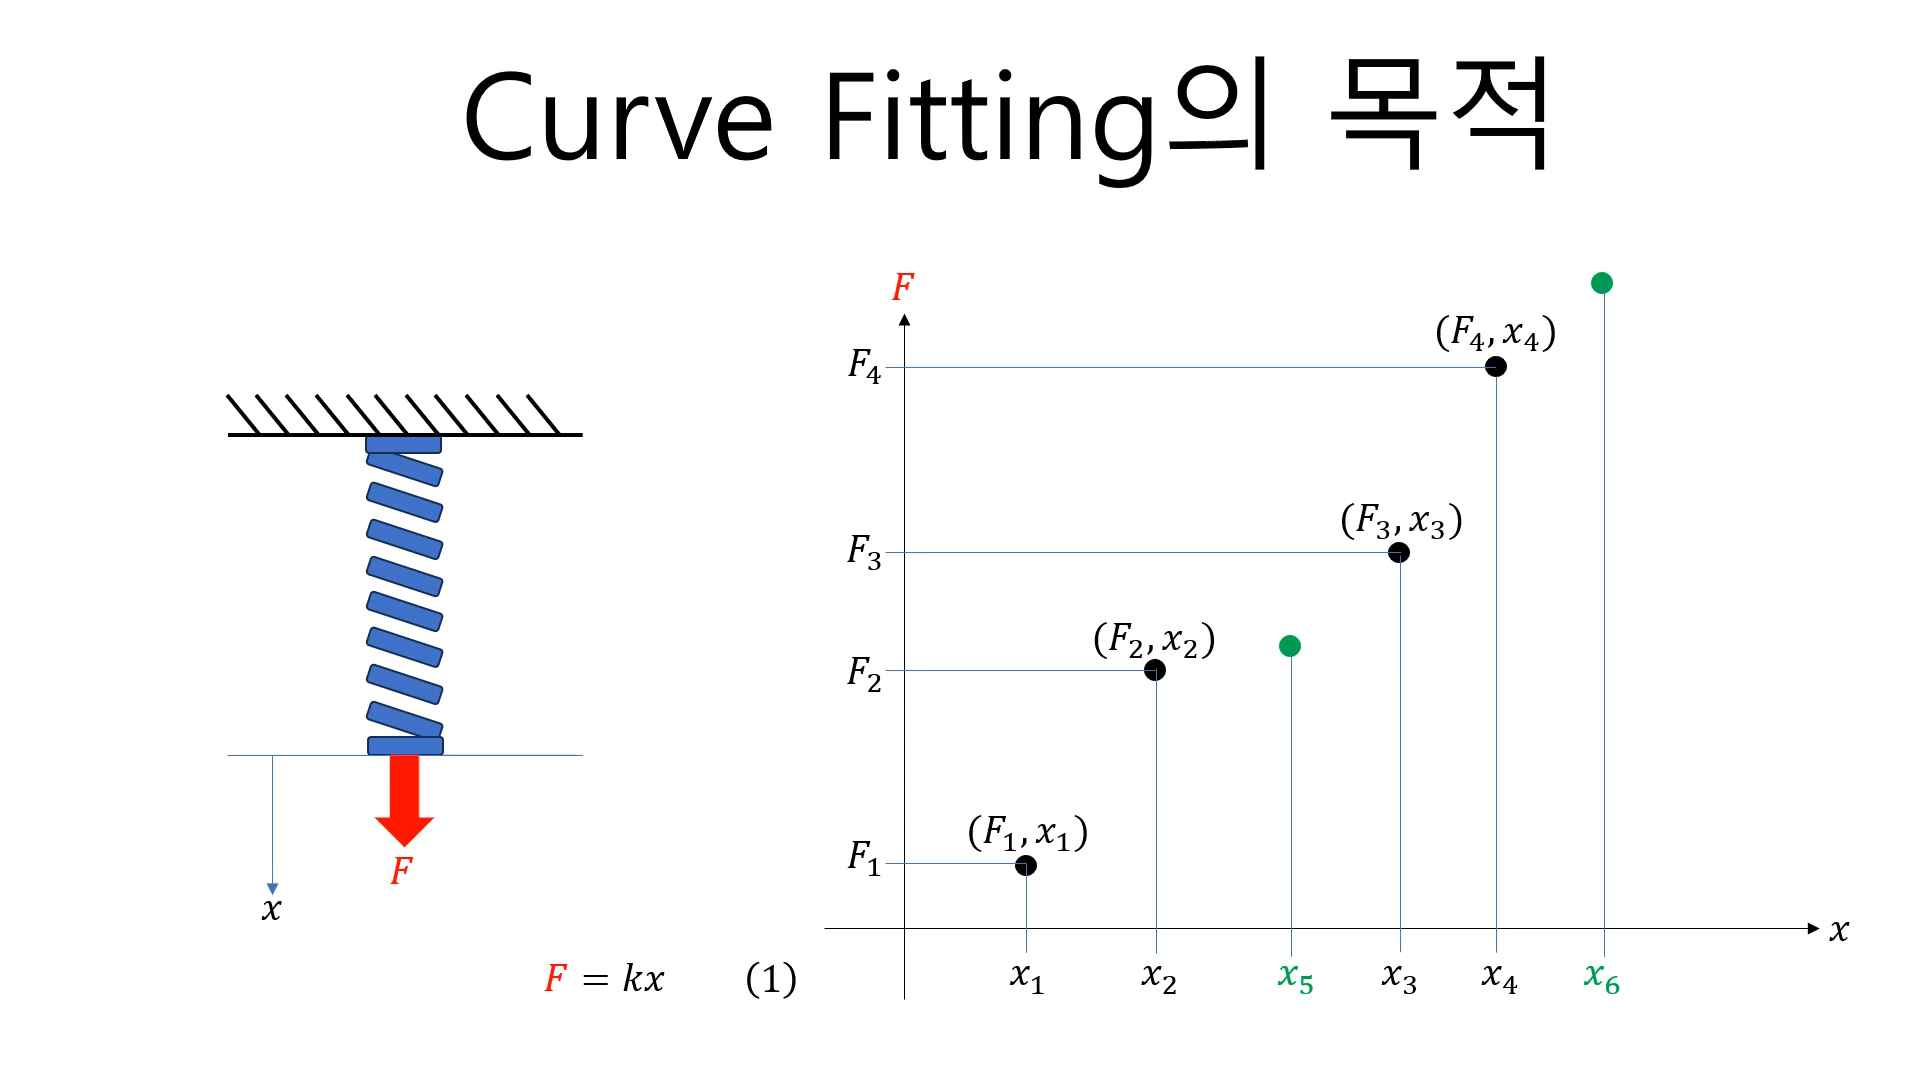 Curve Fitting의 목적
F
x
F = kx (1)
F
F₄
F₃
F₂
F₁
(F₄, x₄)
(F₃, x₃)
(F₂, x₂)
(F₁, x₁)
x₁ x₂ x₅ x₃ x₄ x₆
x